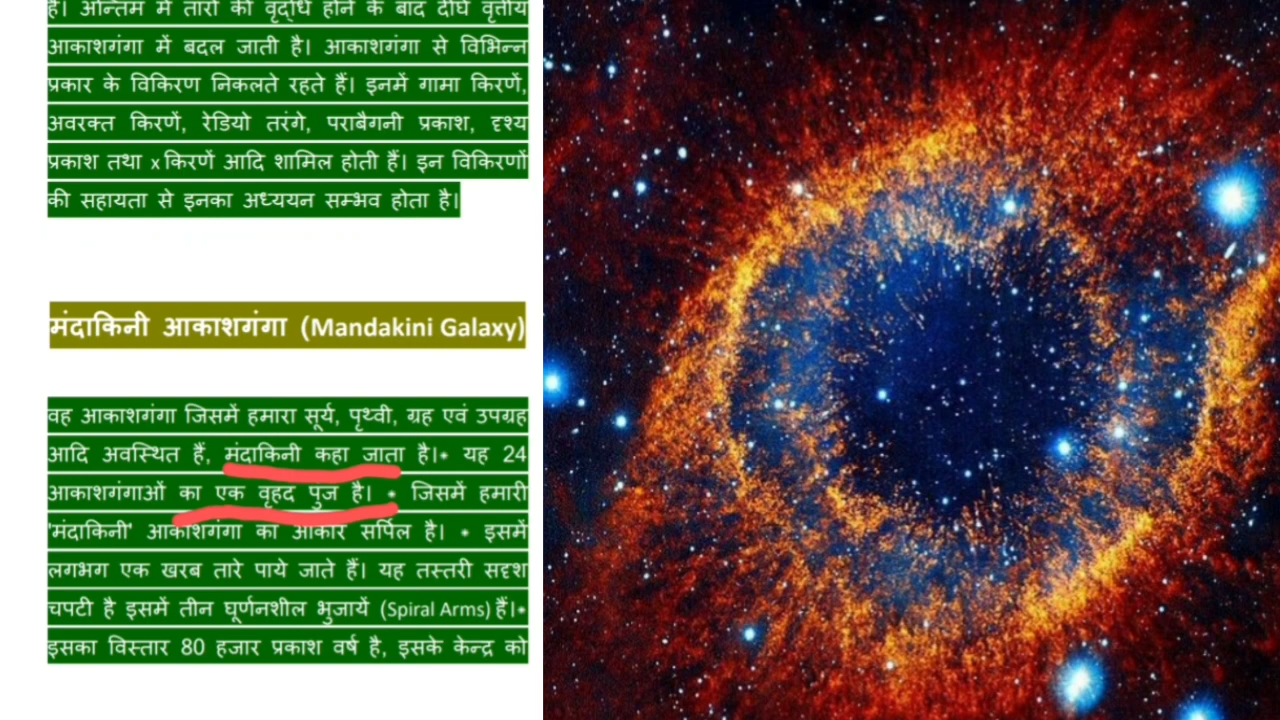 है। अन्तिम में तारों की वृद्धि होने के बाद दीर्घ वृत्तीय
आकाशगंगा में बदल जाती है। आकाशगंगा से विभिन्न
प्रकार के विकिरण निकलते रहते हैं। इनमें गामा किरणें,
अवरक्त किरणें, रेडियो तरंगे, पराबैगनी प्रकाश, दृश्य
प्रकाश तथा x किरणें आदि शामिल होती हैं। इन विकिरणों
की सहायता से इनका अध्ययन सम्भव होता है।
मंदाकिनी आकाशगंगा (Mandakini Galaxy)
वह आकाशगंगा जिसमें हमारा सूर्य, पृथ्वी, ग्रह एवं उपग्रह
आदि अवस्थित हैं, मंदाकिनी कहा जाता है।* यह 24
आकाशगंगाओं का एक वृहद पुंज है। * जिसमें हमारी
'मंदाकिनी' आकाशगंगा का आकार सर्पिल है। * इसमें
लगभग एक खरब तारे पाये जाते हैं। यह तस्तरी सदृश
चपटी है इसमें तीन घूर्णनशील भुजायें (Spiral Arms) हैं।*
इसका विस्तार 80 हजार प्रकाश वर्ष है, इसके केन्द्र को